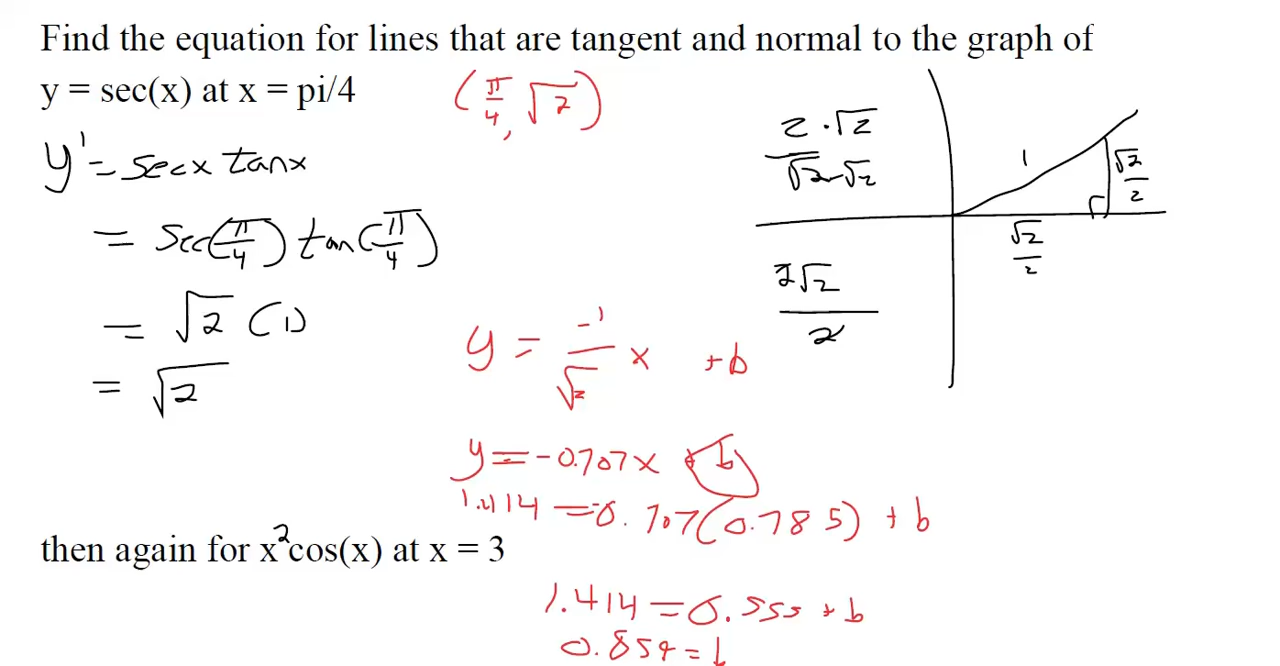 Find the equation for lines that are tangent and normal to the graph of
y = sec(x) at x = pi/4
(π/4, √2)
y' = secx tanx
= sec(π/4) tan(π/4)
= √2 (1)
= √2
2 · √2
√2 - √2
2√2
2
1
√2/2
√2/2
y = -1/√2 x + b
y = -0.707x + b
1.414 = -0.707(0.785) + b
then again for x²cos(x) at x = 3
1.414 = 0.555 + b
0.859 = b